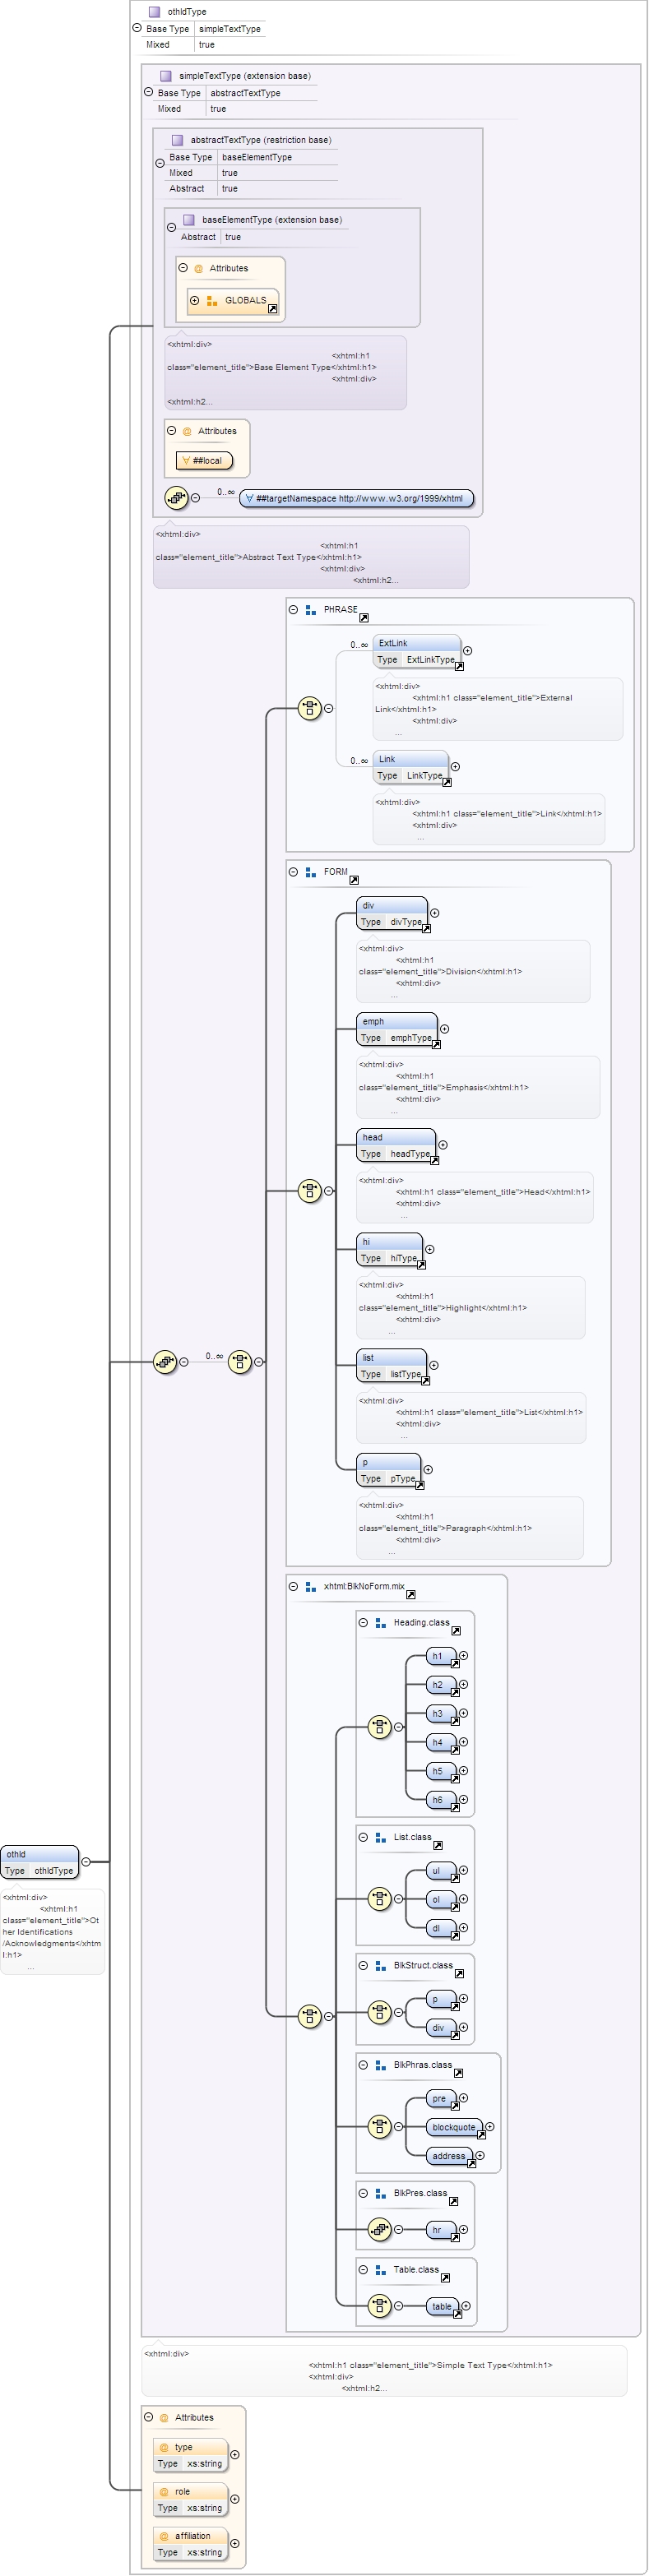 othIdType
Base Type simpleTextType
Mixed true
simpleTextType (extension base)
Base Type abstractTextType
Mixed true
abstractTextType (restriction base)
Base Type baseElementType
Mixed true
Abstract true
baseElementType (extension base)
Abstract true
@ Attributes
GLOBALS
<xhtml:div>
<xhtml:h1
class="element_title">Base Element Type</xhtml:h1>
<xhtml:div>
<xhtml:h2...
@ Attributes
∀ ##local
0..∞ ∀ ##targetNamespace http://www.w3.org/1999/xhtml
<xhtml:div>
<xhtml:h1
class="element_title">Abstract Text Type</xhtml:h1>
<xhtml:div>
<xhtml:h2...
PHRASE
0..∞ ExtLink
Type ExtLinkType
<xhtml:div>
<xhtml:h1 class="element_title">External
Link</xhtml:h1>
<xhtml:div>
...
0..∞ Link
Type LinkType
<xhtml:div>
<xhtml:h1 class="element_title">Link</xhtml:h1>
<xhtml:div>
...
FORM
div
Type divType
<xhtml:div>
<xhtml:h1
class="element_title">Division</xhtml:h1>
<xhtml:div>
...
emph
Type emphType
<xhtml:div>
<xhtml:h1
class="element_title">Emphasis</xhtml:h1>
<xhtml:div>
...
head
Type headType
<xhtml:div>
<xhtml:h1 class="element_title">Head</xhtml:h1>
<xhtml:div>
...
hi
Type hiType
<xhtml:div>
<xhtml:h1
class="element_title">Highlight</xhtml:h1>
<xhtml:div>
...
0..∞
list
Type listType
<xhtml:div>
<xhtml:h1 class="element_title">List</xhtml:h1>
<xhtml:div>
...
p
Type pType
<xhtml:div>
<xhtml:h1
class="element_title">Paragraph</xhtml:h1>
<xhtml:div>
...
xhtml:BlkNoForm.mix
Heading.class
h1
h2
h3
h4
h5
h6
List.class
ul
ol
dl
othId
Type othIdType
<xhtml:div>
<xhtml:h1
class="element_title">Ot
her Identifications
/Acknowledgments</xhtm
l:h1>
...
BlkStruct.class
p
div
BlkPhras.class
pre
blockquote
address
BlkPres.class
hr
Table.class
table
<xhtml:div>
<xhtml:h1 class="element_title">Simple Text Type</xhtml:h1>
<xhtml:div>
<xhtml:h2...
@ Attributes
@ type
Type xs:string
@ role
Type xs:string
@ affiliation
Type xs:string